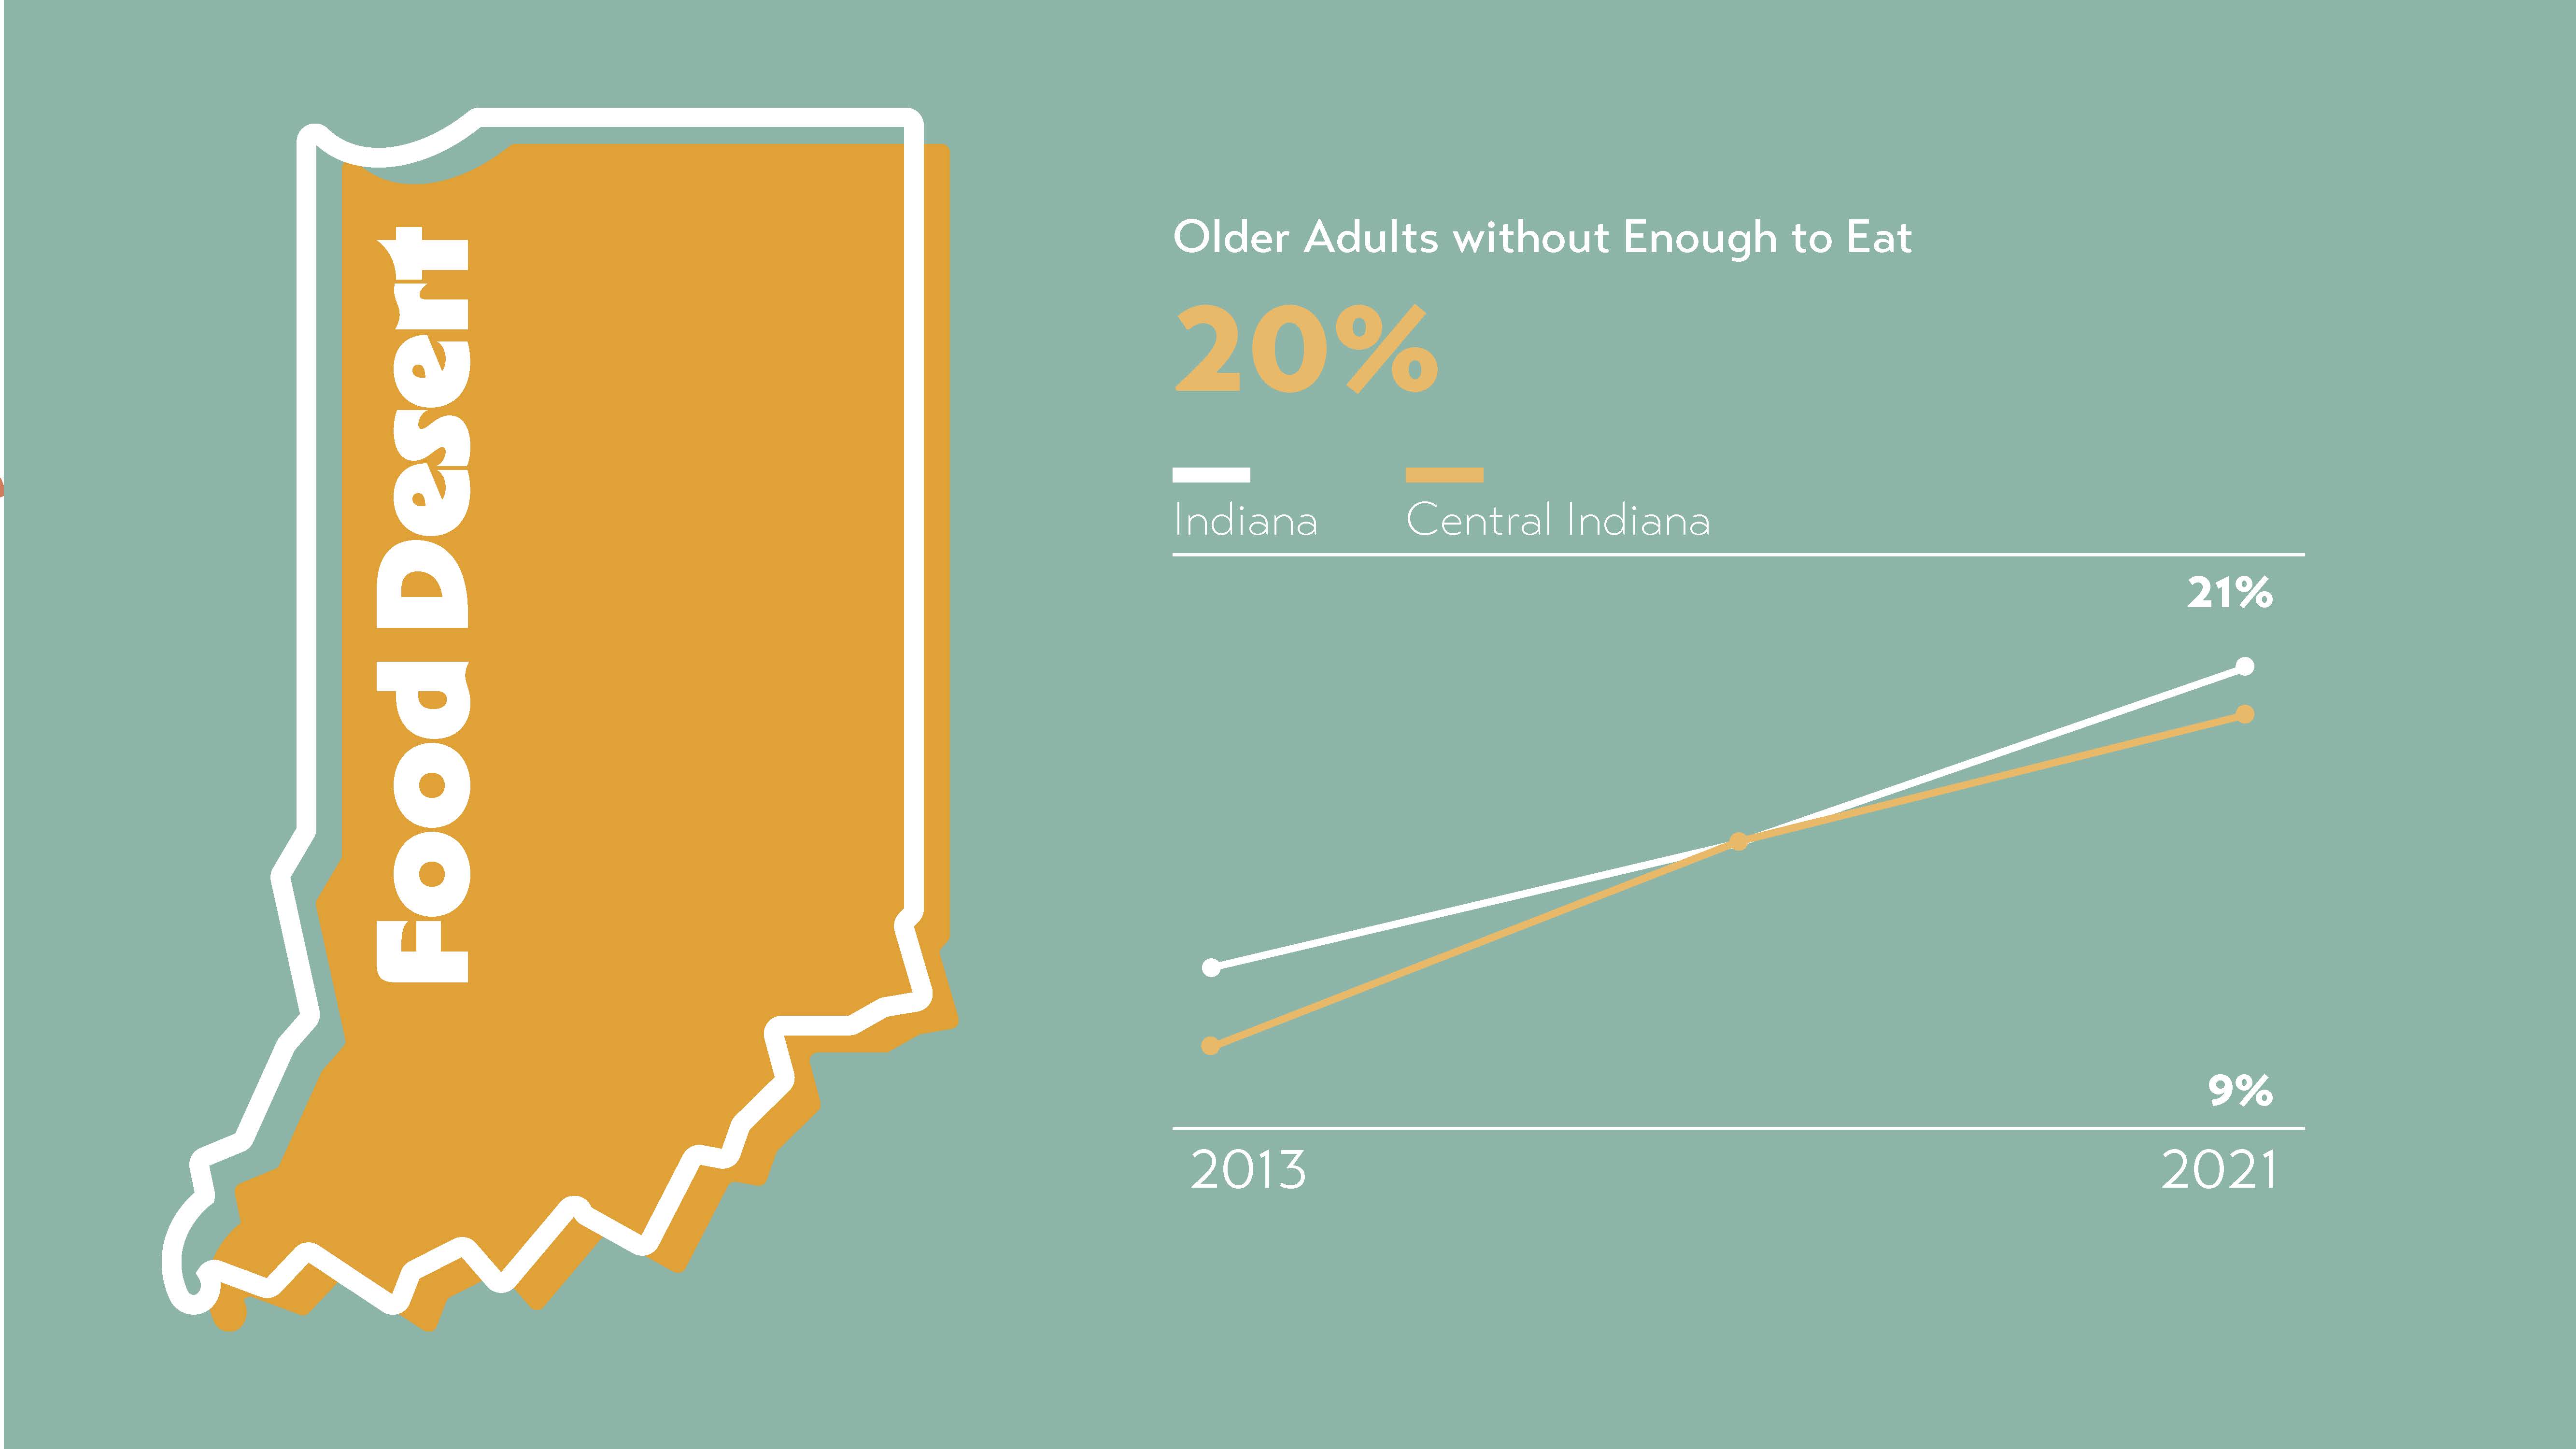 Food Desert
Older Adults without Enough to Eat
20%
Indiana Central Indiana
21%
9%
2013 2021